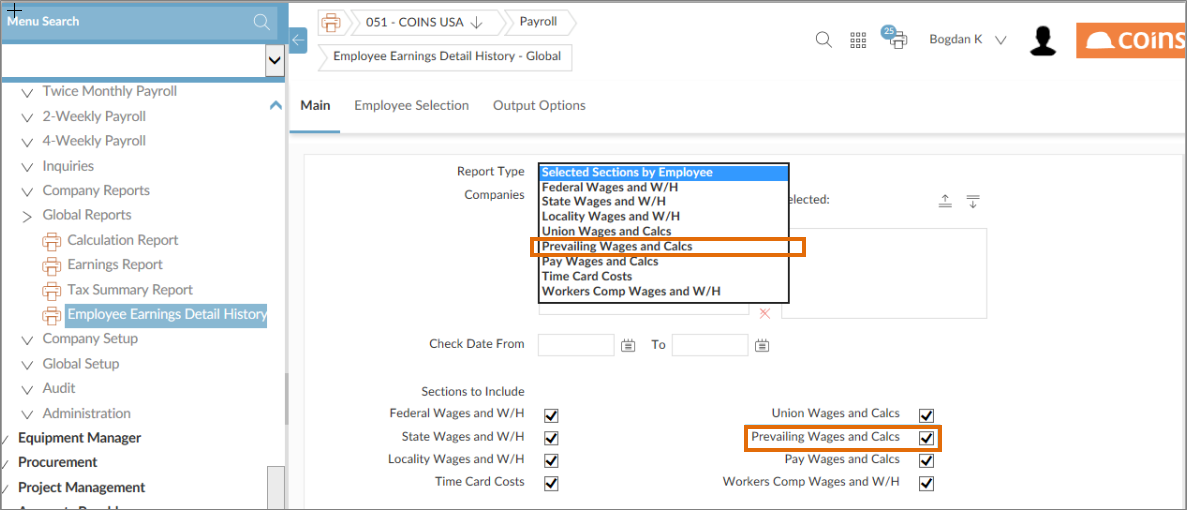 Menu Search
Twice Monthly Payroll
2-Weekly Payroll
4-Weekly Payroll
Inquiries
Company Reports
Global Reports
Calculation Report
Earnings Report
Tax Summary Report
Employee Earnings Detail History
Company Setup
Global Setup
Audit
Administration
Equipment Manager
Procurement
Project Management
051 - COINS USA
Payroll
Employee Earnings Detail History - Global
25
Bogdan K
coins
Main
Employee Selection
Output Options
Report Type
Selected Sections by Employee
Federal Wages and W/H
State Wages and W/H
Locality Wages and W/H
Union Wages and Calcs
Prevailing Wages and Calcs
Pay Wages and Calcs
Time Card Costs
Workers Comp Wages and W/H
Companies
elected:
Check Date From
To
Sections to Include
Federal Wages and W/H
Union Wages and Calcs
State Wages and W/H
Prevailing Wages and Calcs
Locality Wages and W/H
Pay Wages and Calcs
Time Card Costs
Workers Comp Wages and W/H